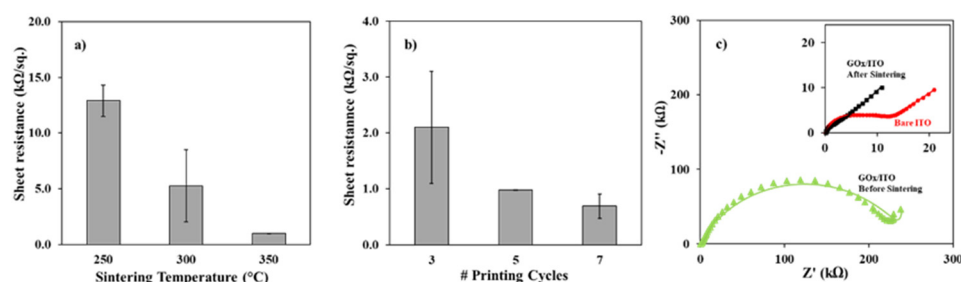 a)
Sheet resistance (kΩ/sq.)
20.0
15.0
10.0
5.0
0.0
250
300
350
Sintering Temperature (°C)
b)
Sheet resistannce (kΩ/sq.)
4.0
3.0
2.0
1.0
0.0
3
5
7
# Printing Cycles
c)
-Z'' (kΩ)
300
200
100
0
0
100
200
300
Z' (kΩ)
20
10
0
0
10
20
GOx/ITO
After Sintering
Bare ITO
GOx/ITO
Before Sintering